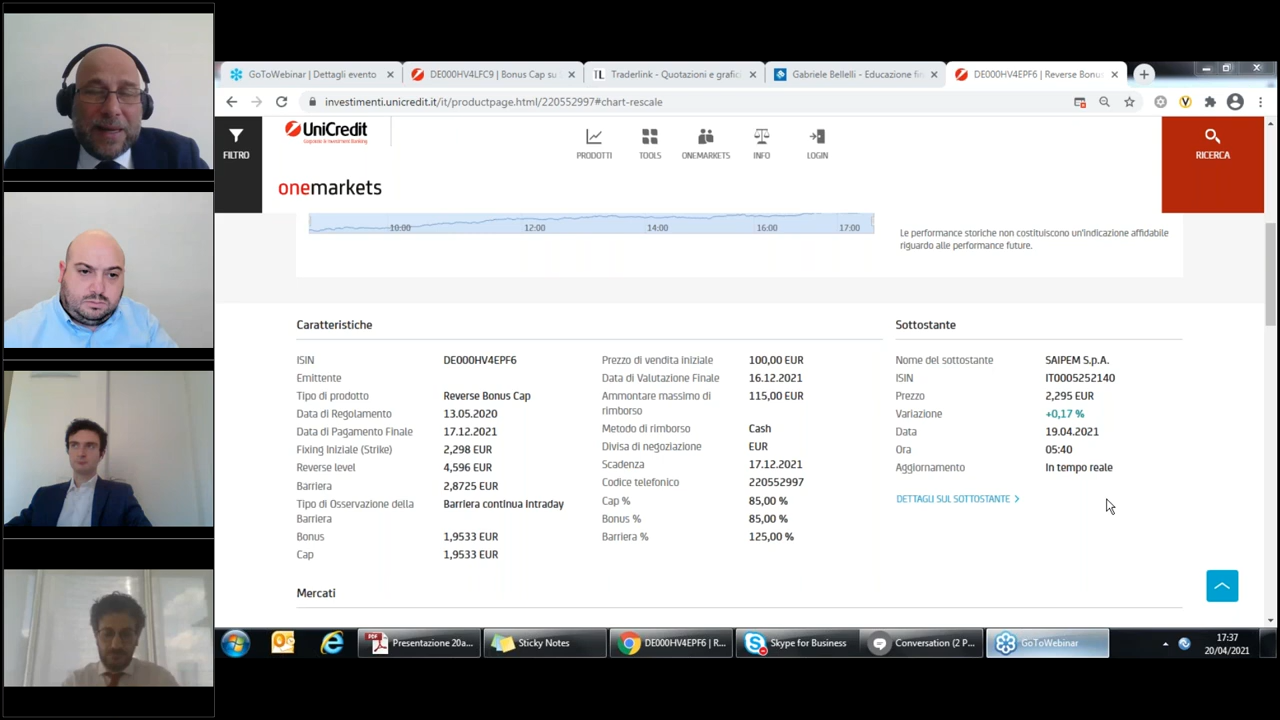 GoToWebinar | Dettagli evento
DE000HV4LFC9 | Bonus Cap su
Traderlink - Quotazioni e grafic
Gabriele Bellelli - Educazione fin
DE000HV4EPF6 | Reverse Bonus
investimenti.unicredit.it/it/productpage.html/220552997#chart-rescale
FILTRO
UniCredit
PRODOTTI
TOOLS
ONEMARKETS
INFO
LOGIN
RICERCA
onemarkets
10:00 12:00 14:00 16:00 17:00
Le performance storiche non costituiscono un'indicazione affidabile
riguardo alle performance future.
Caratteristiche
ISIN DE000HV4EPF6
Emittente
Tipo di prodotto Reverse Bonus Cap
Data di Regolamento 13.05.2020
Data di Pagamento Finale 17.12.2021
Fixing Iniziale (Strike) 2,298 EUR
Reverse level 4,596 EUR
Barriera 2,8725 EUR
Tipo di Osservazione della Barriera continua Intraday
Barriera
Bonus 1,9533 EUR
Cap 1,9533 EUR
Prezzo di vendita iniziale 100,00 EUR
Data di Valutazione Finale 16.12.2021
Ammontare massimo di 115,00 EUR
rimborso
Metodo di rimborso Cash
Divisa di negoziazione EUR
Scadenza 17.12.2021
Codice telefonico 220552997
Cap % 85,00 %
Bonus % 85,00 %
Barriera % 125,00 %
Sottostante
Nome del sottostante SAIPEM S.p.A.
ISIN IT0005252140
Prezzo 2,295 EUR
Variazione +0,17 %
Data 19.04.2021
Ora 05:40
Aggiornamento In tempo reale
DETTAGLI SUL SOTTOSTANTE
Mercati
Presentazione 20a...
Sticky Notes
DE000HV4EPF6 | R...
Skype for Business
Conversation (2 P...
GoToWebinar
17:37
20/04/2021